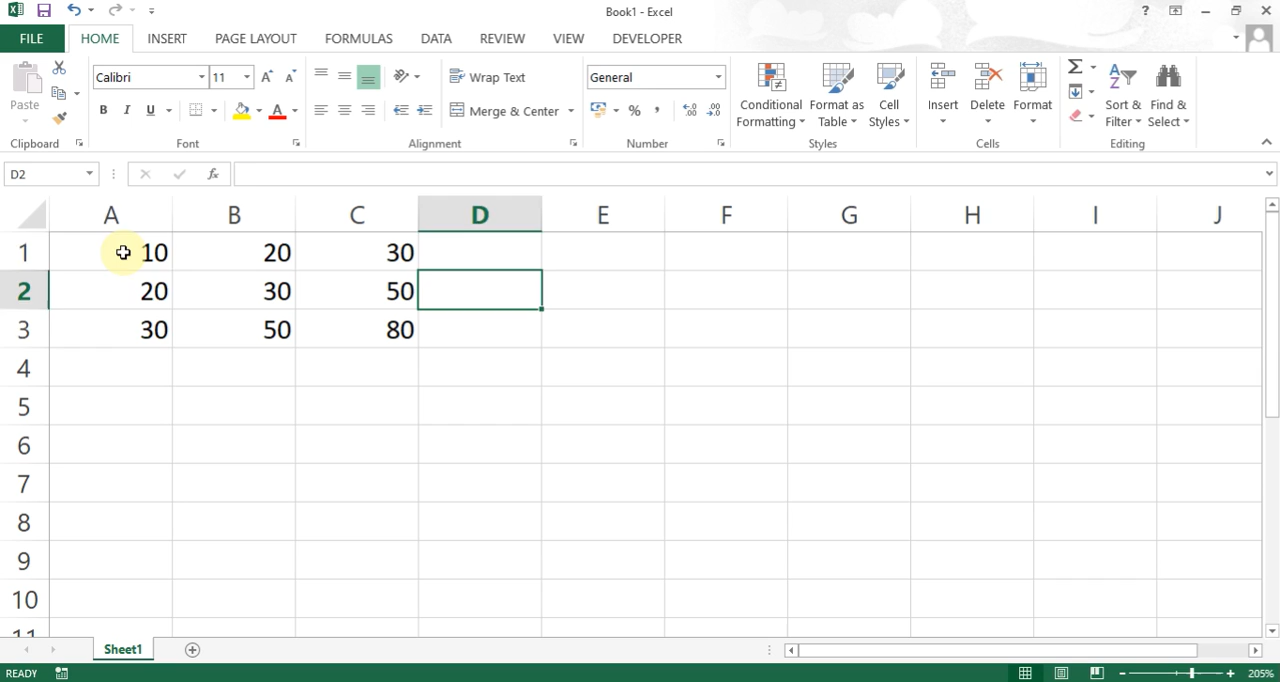 Book1 - Excel
?
FILE HOME INSERT PAGE LAYOUT FORMULAS DATA REVIEW VIEW DEVELOPER
Paste
Clipboard
Calibri 11
B I U
Font
Wrap Text
Merge & Center
Alignment
General
%
Number
Conditional Formatting
Format as Table
Cell Styles
Styles
Insert
Delete
Format
Cells
Sort & Filter
Find & Select
Editing
D2 fx
A B C D E F G H I J
1 10 20 30
2 20 30 50
3 30 50 80
4
5
6
7
8
9
10
11
Sheet1
READY 205%